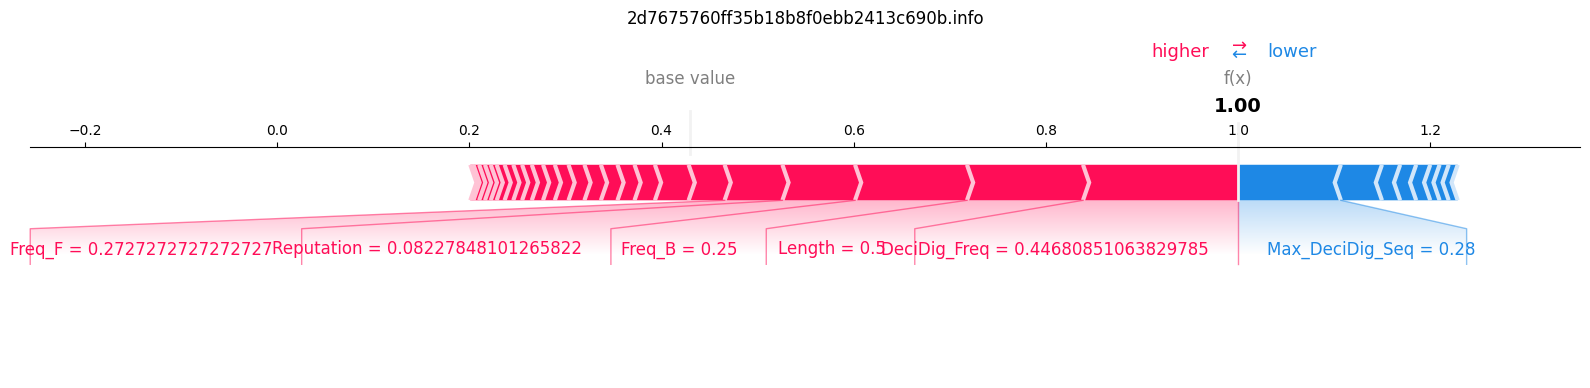 2d7675760ff35b18b8f0ebb2413c690b.info
higher ⇄ lower
base value f(x)
1.00
−0.2 0.0 0.2 0.4 0.6 0.8 1.0 1.2
Freq_F = 0.2727272727272727 Reputation = 0.08227848101265822 Freq_B = 0.25 Length = 0.5 DeciDig_Freq = 0.44680851063829785 Max_DeciDig_Seq = 0.28